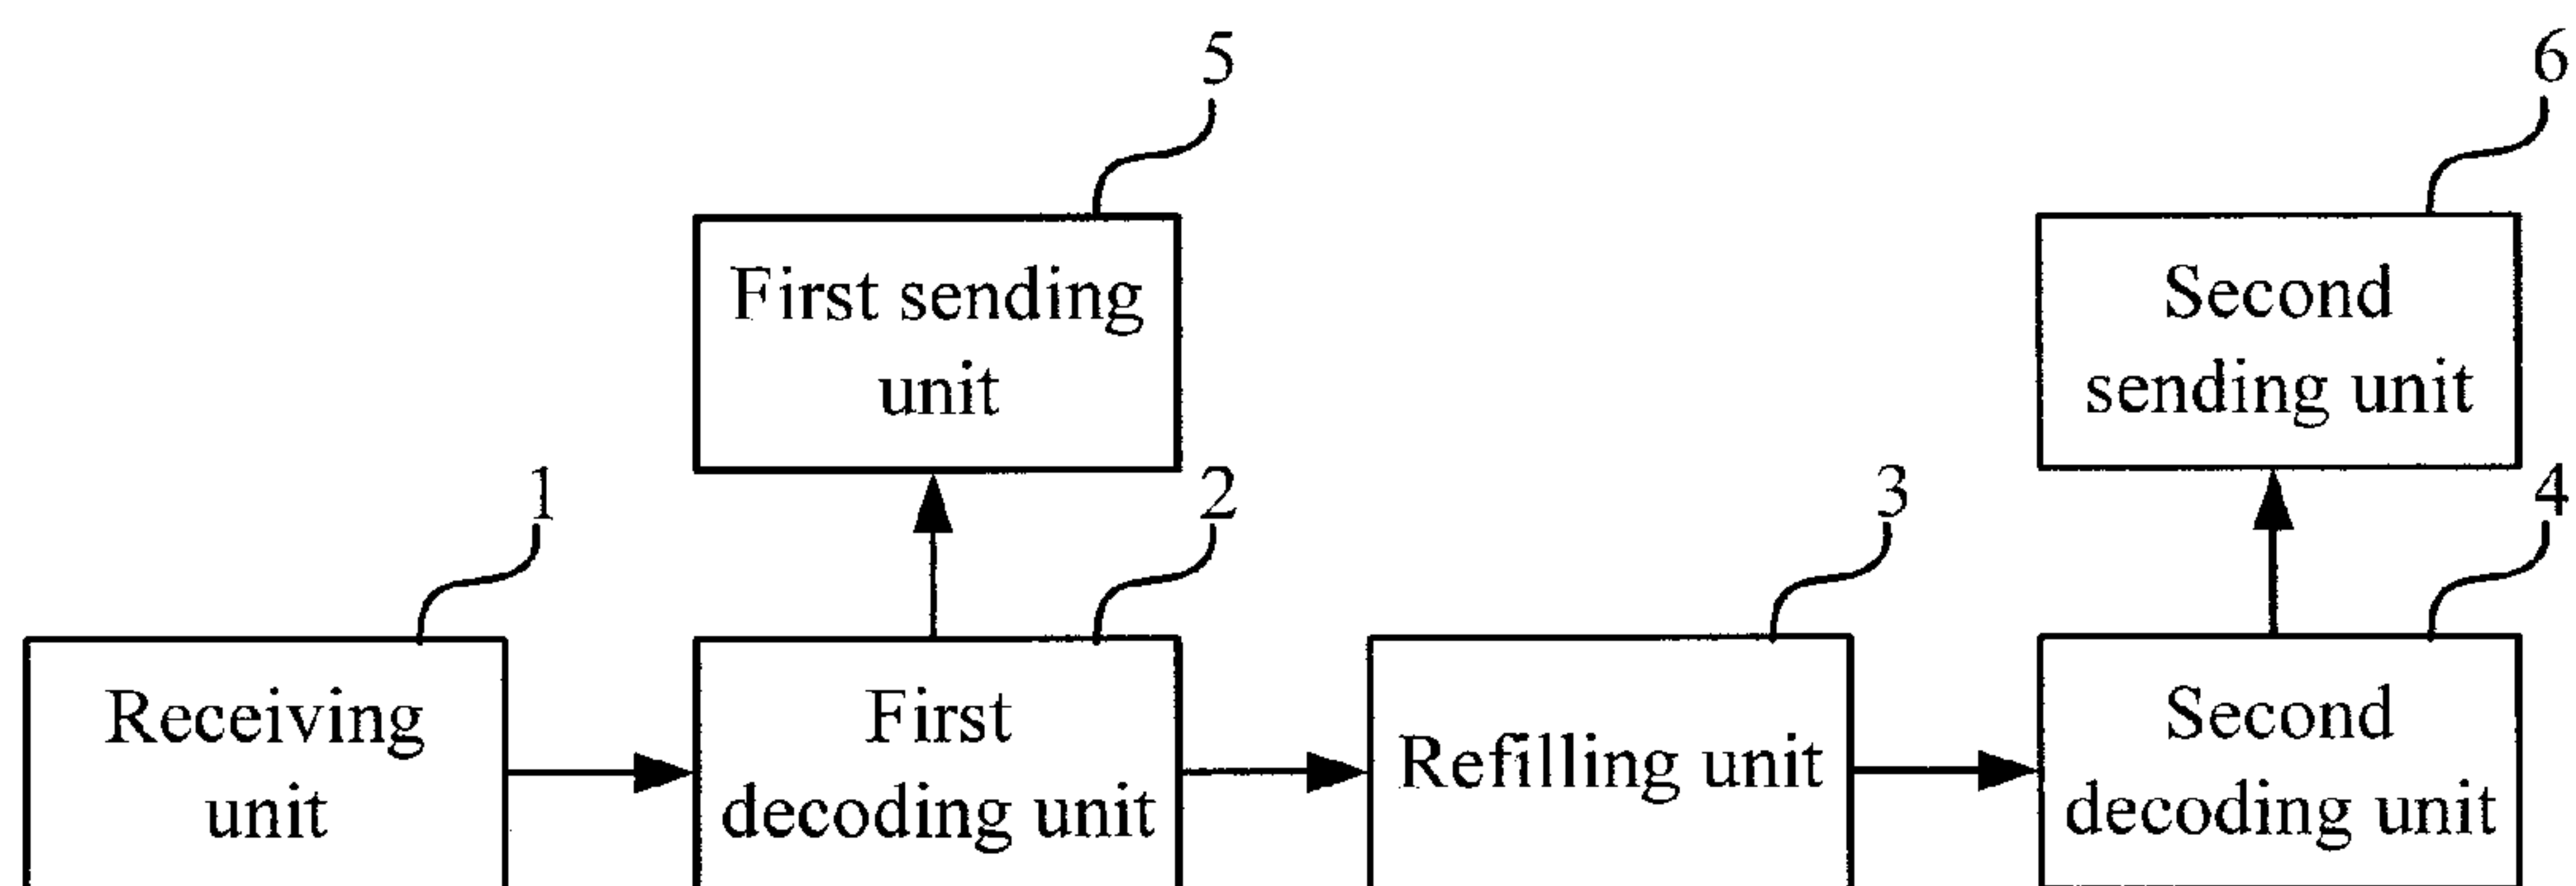 5
6
First sending
unit
Second
sending unit
1
2
3
4
Receiving
unit
First
decoding unit
Refilling unit
Second
decoding unit